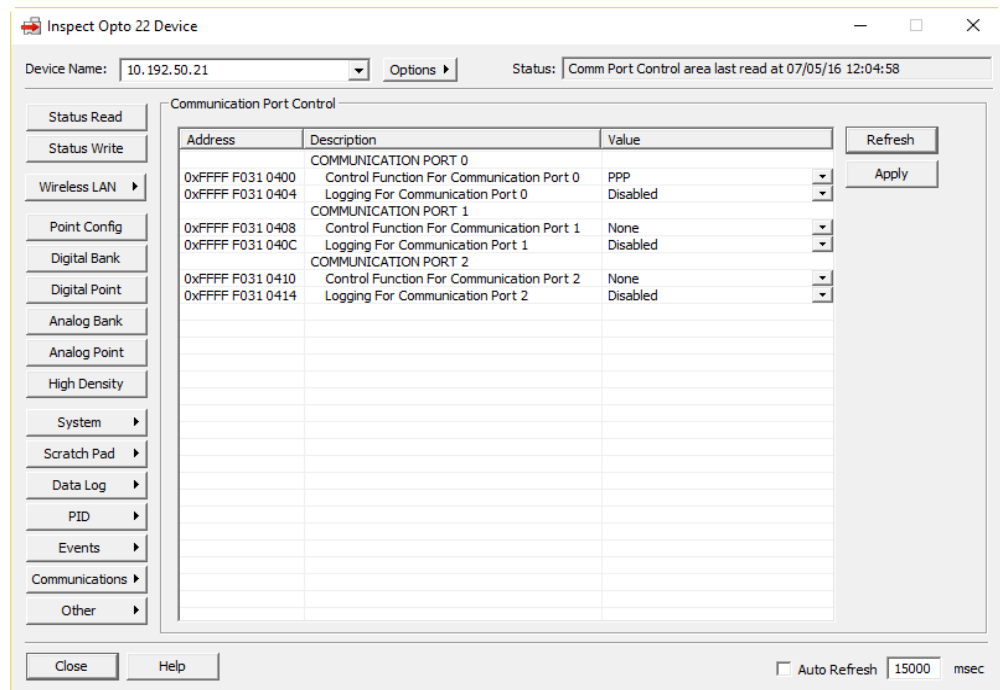 Inspect Opto 22 Device
Device Name: 10.192.50.21 Options Status: Comm Port Control area last read at 07/05/16 12:04:58
Status Read
Status Write
Wireless LAN
Point Config
Digital Bank
Digital Point
Analog Bank
Analog Point
High Density
System
Scratch Pad
Data Log
PID
Events
Communications
Other
Communication Port Control
Address Description Value
COMMUNICATION PORT 0
0xFFFF F031 0400 Control Function For Communication Port 0 PPP
0xFFFF F031 0404 Logging For Communication Port 0 Disabled
COMMUNICATION PORT 1
0xFFFF F031 0408 Control Function For Communication Port 1 None
0xFFFF F031 040C Logging For Communication Port 1 Disabled
COMMUNICATION PORT 2
0xFFFF F031 0410 Control Function For Communication Port 2 None
0xFFFF F031 0414 Logging For Communication Port 2 Disabled
Refresh
Apply
Close Help Auto Refresh 15000 msec